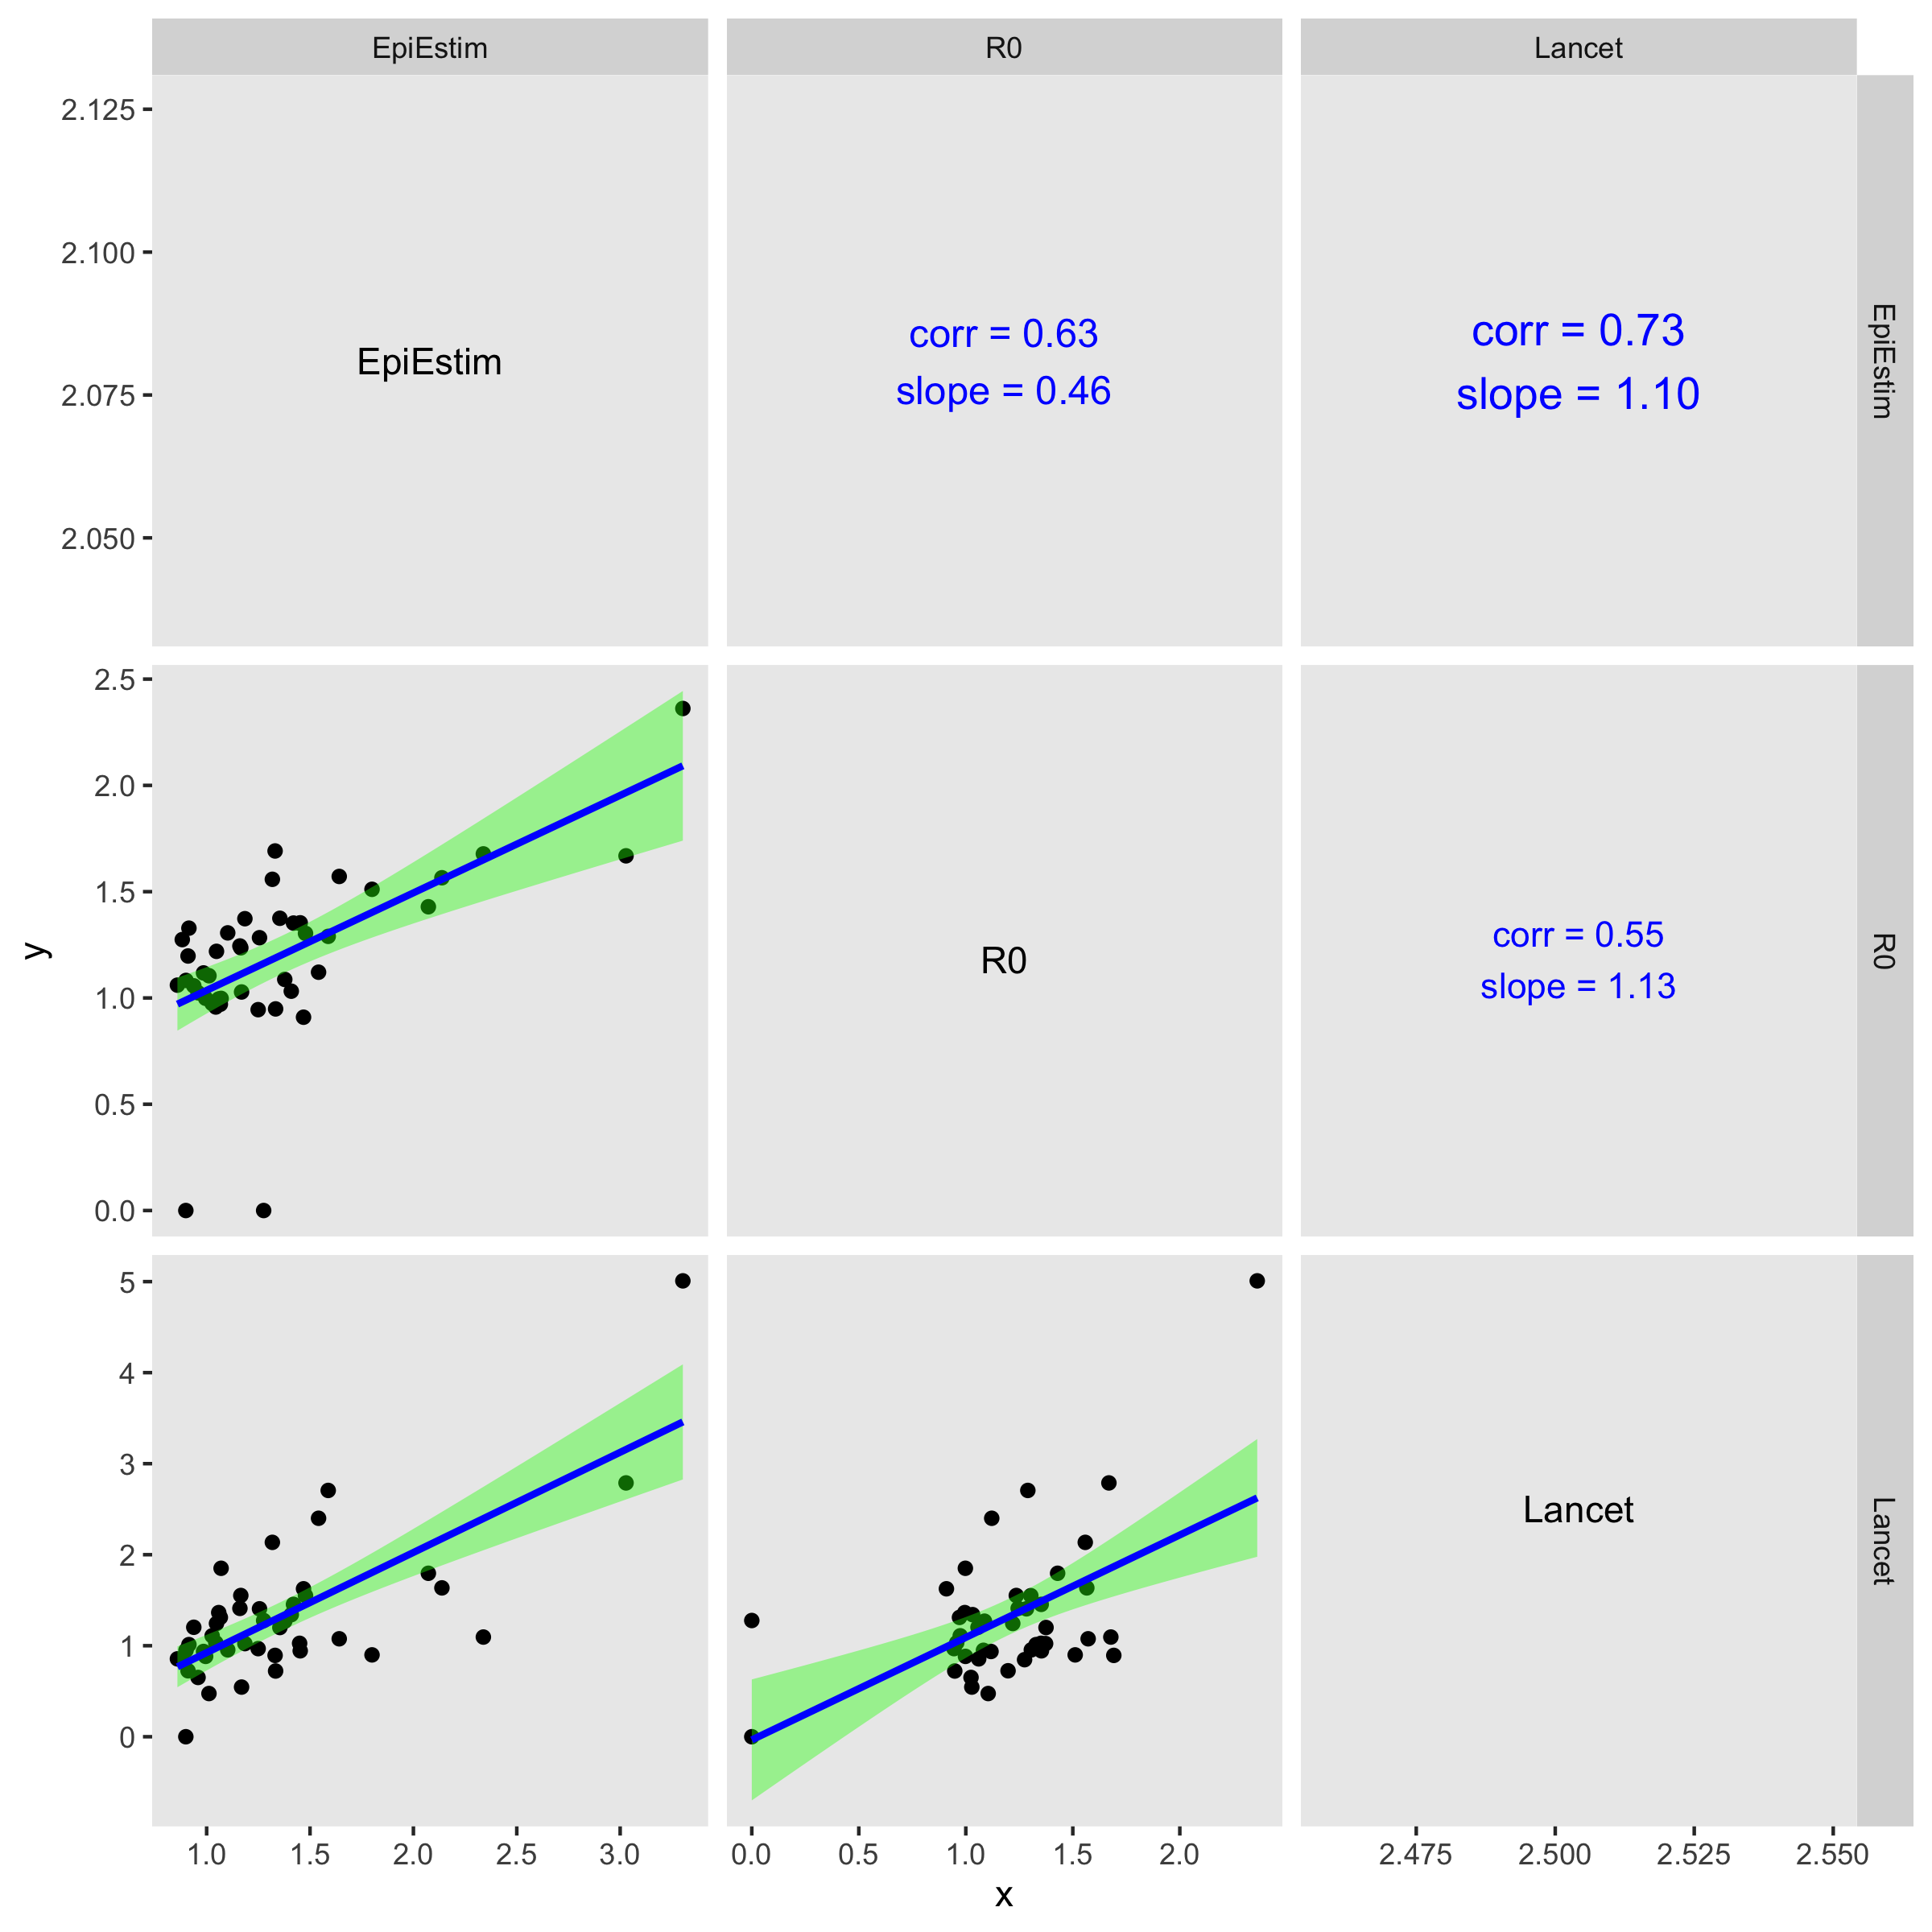 EpiEstim R0 Lancet
2.125
2.100
2.075
2.050
EpiEstim
corr = 0.63
slope = 0.46
corr = 0.73
slope = 1.10
EpiEstim
y
2.5
2.0
1.5
1.0
0.5
0.0
R0
corr = 0.55
slope = 1.13
R0
5
4
3
2
1
0
Lancet
Lancet
1.0 1.5 2.0 2.5 3.0 0.0 0.5 1.0 1.5 2.0 2.475 2.500 2.525 2.550
x